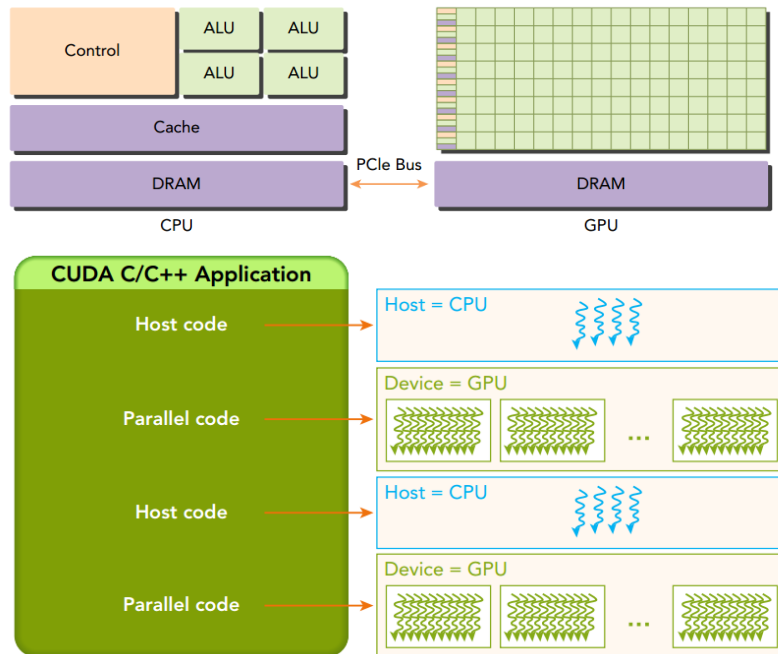 Control
ALU ALU
ALU ALU
Cache
DRAM
PCIe Bus
DRAM
CPU
GPU
CUDA C/C++ Application
Host code
Host = CPU
Parallel code
Device = GPU
...
Host code
Host = CPU
Parallel code
Device = GPU
...